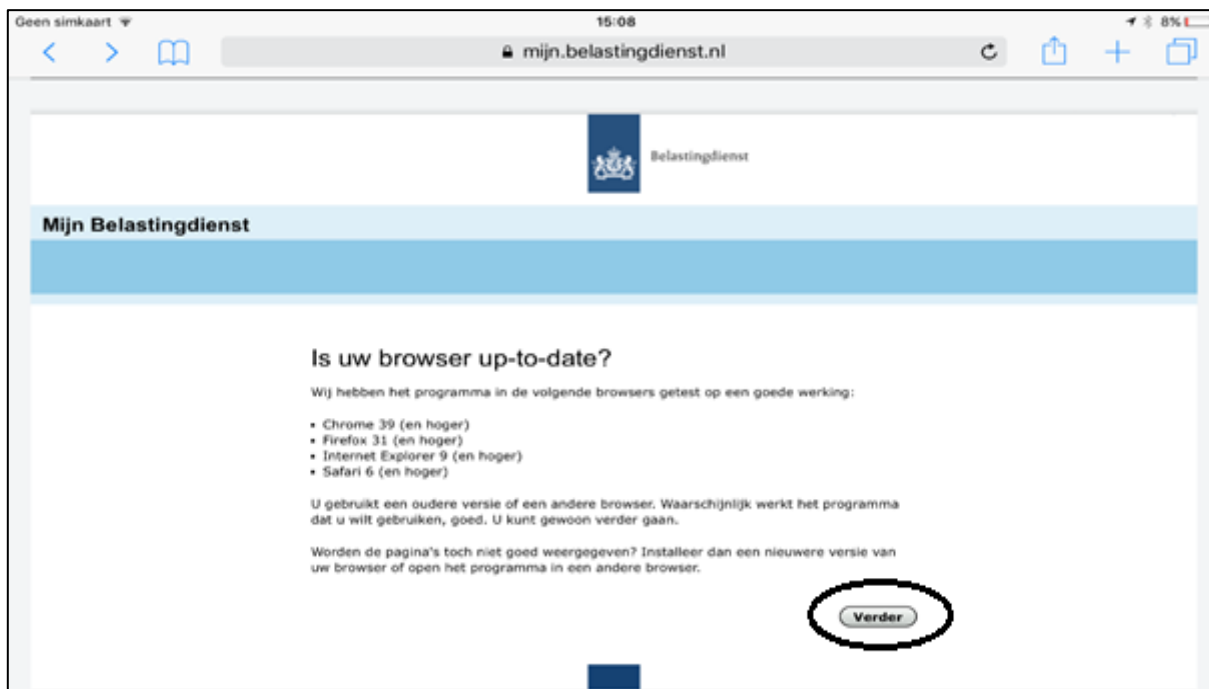 Geen simkaart 15:08 8%
mijn.belastingdienst.nl
Belastingdienst
Mijn Belastingdienst
Is uw browser up-to-date?
Wij hebben het programma in de volgende browsers getest op een goede werking:
• Chrome 39 (en hoger)
• Firefox 31 (en hoger)
• Internet Explorer 9 (en hoger)
• Safari 6 (en hoger)
U gebruikt een oudere versie of een andere browser. Waarschijnlijk werkt het programma
dat u wilt gebruiken, goed. U kunt gewoon verder gaan.
Worden de pagina's toch niet goed weergegeven? Installeer dan een nieuwere versie van
uw browser of open het programma in een andere browser.
Verder